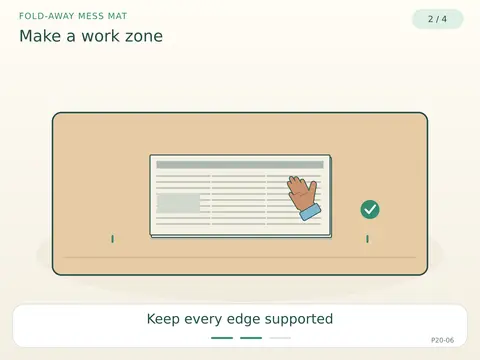 FOLD-AWAY MESS MAT
2 / 4
Make a work zone
Keep every edge supported
P20-06